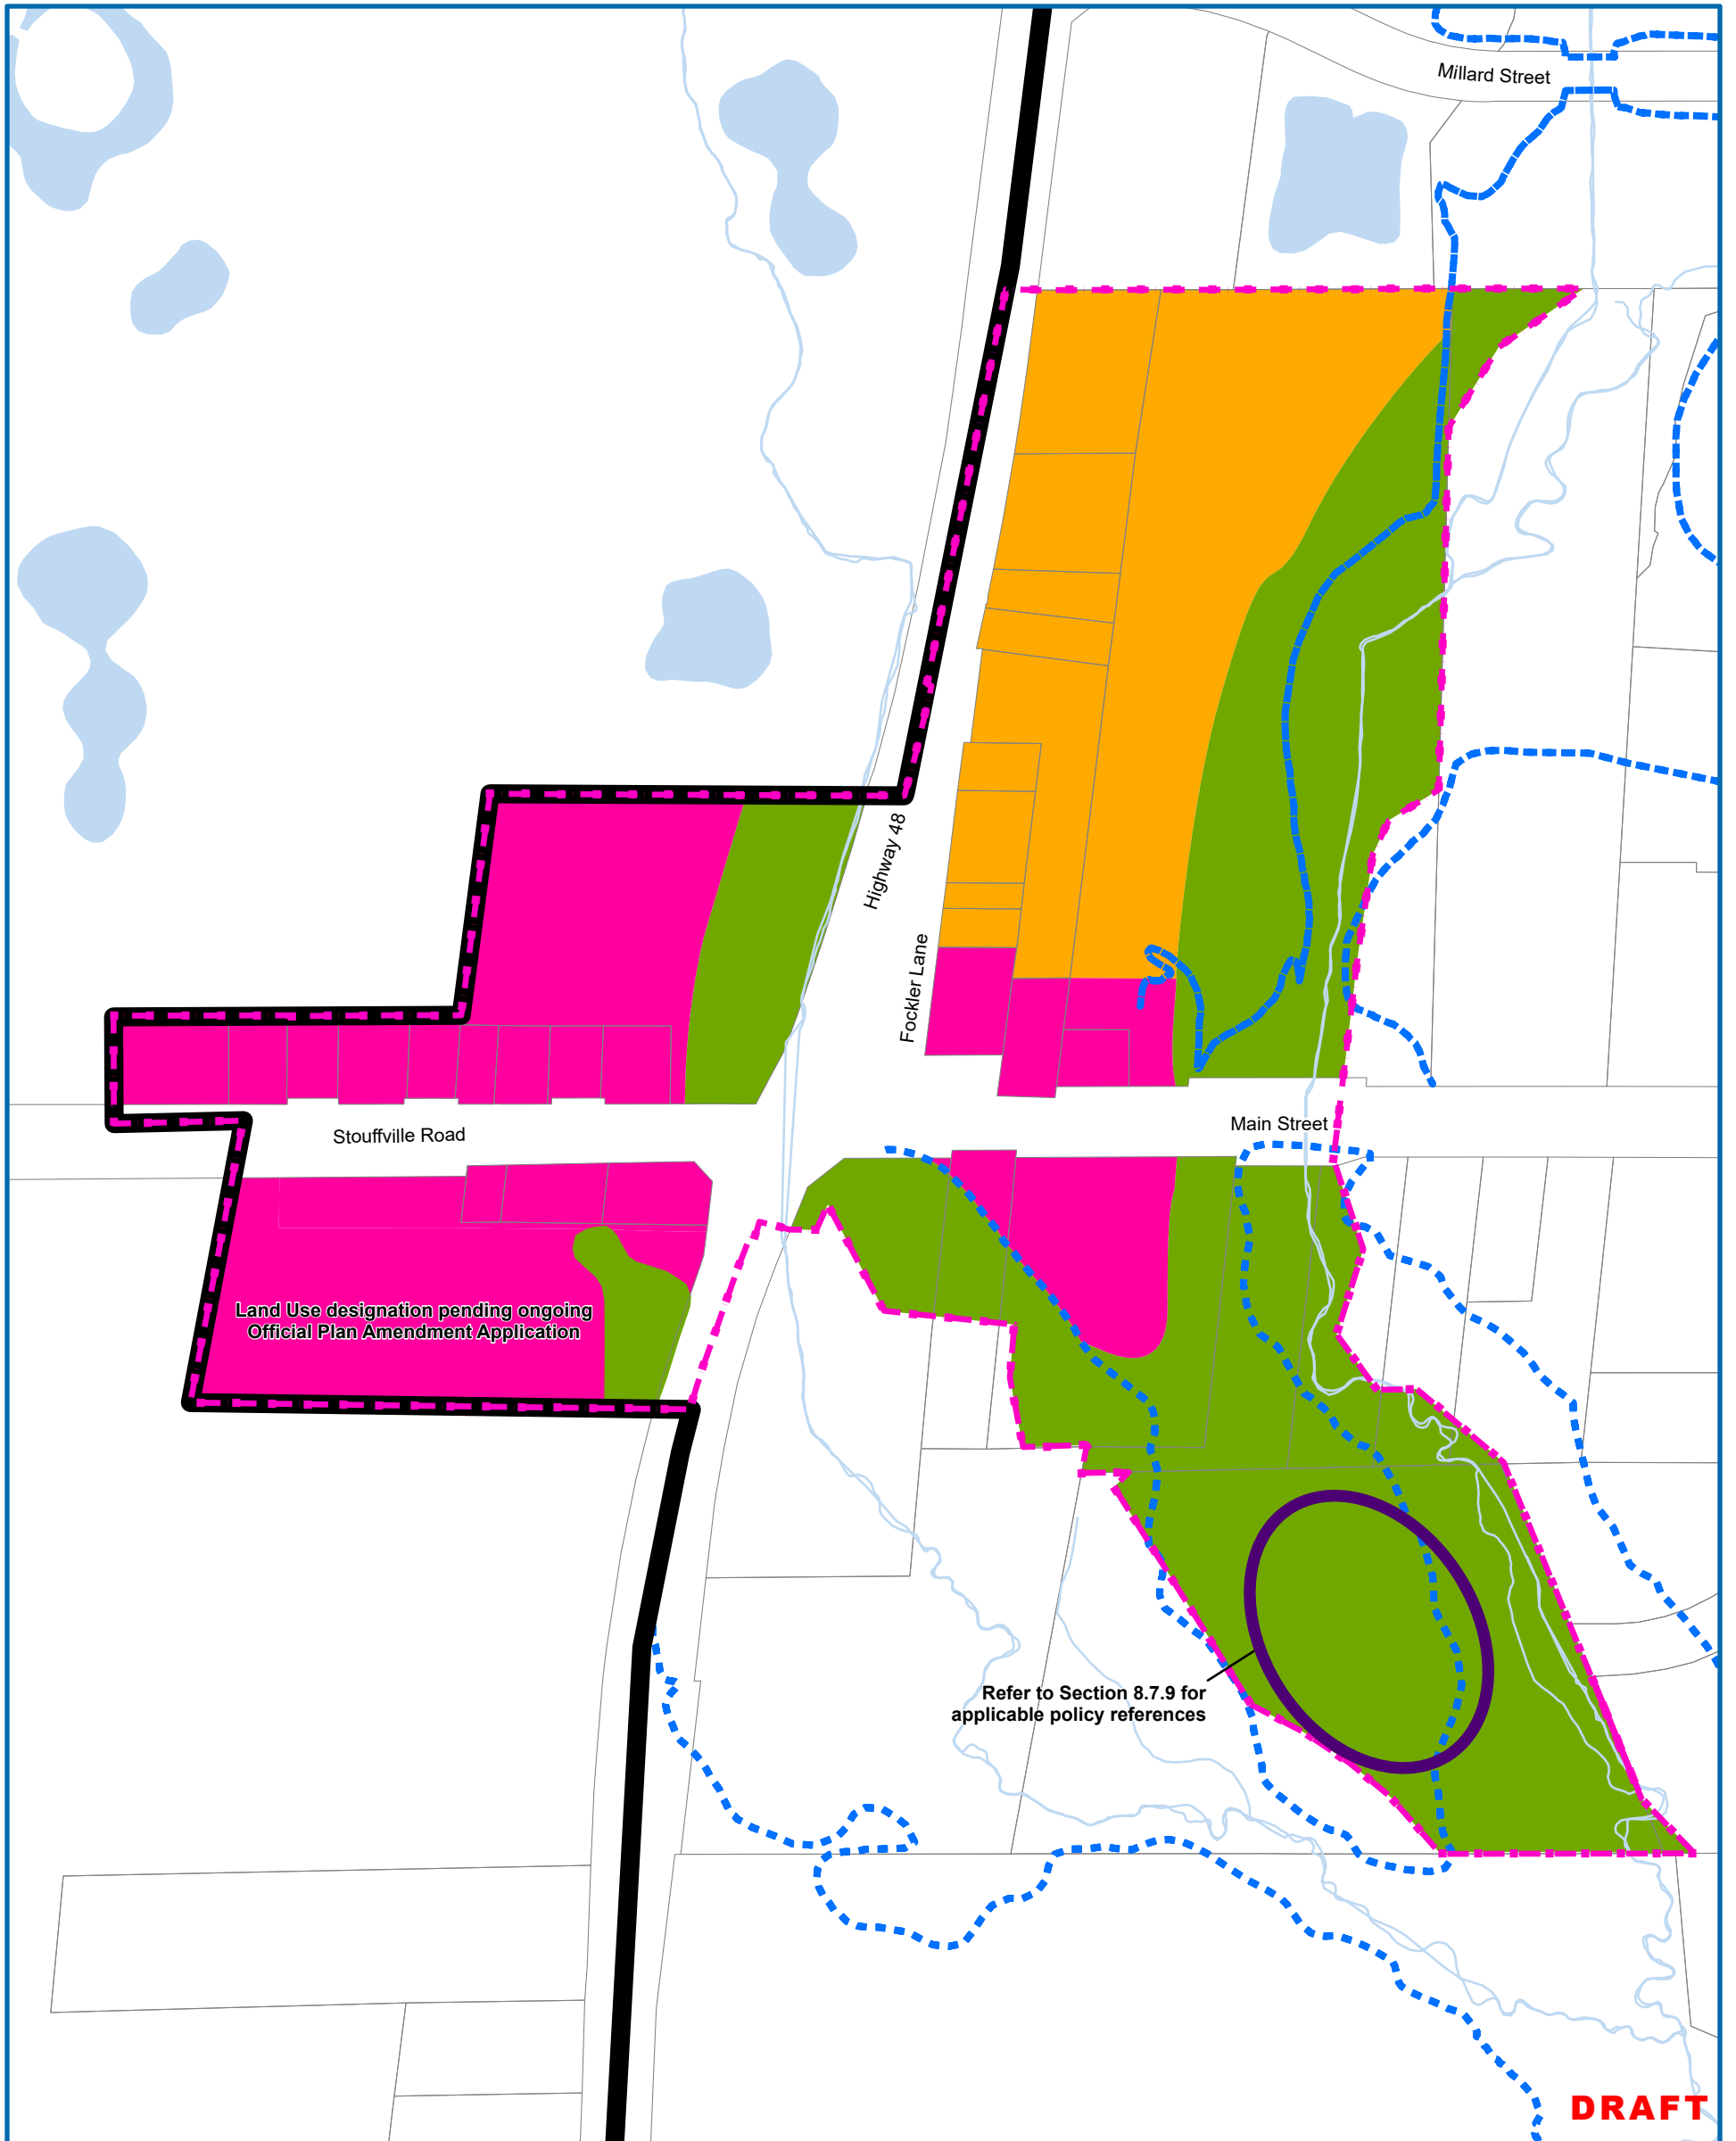 Millard Street
Highway 48
Fockler Lane
Main Street
Stouffville Road
Land Use designation pending ongoing
Official Plan Amendment Application
Refer to Section 8.7.9 for
applicable policy references
DRAFT